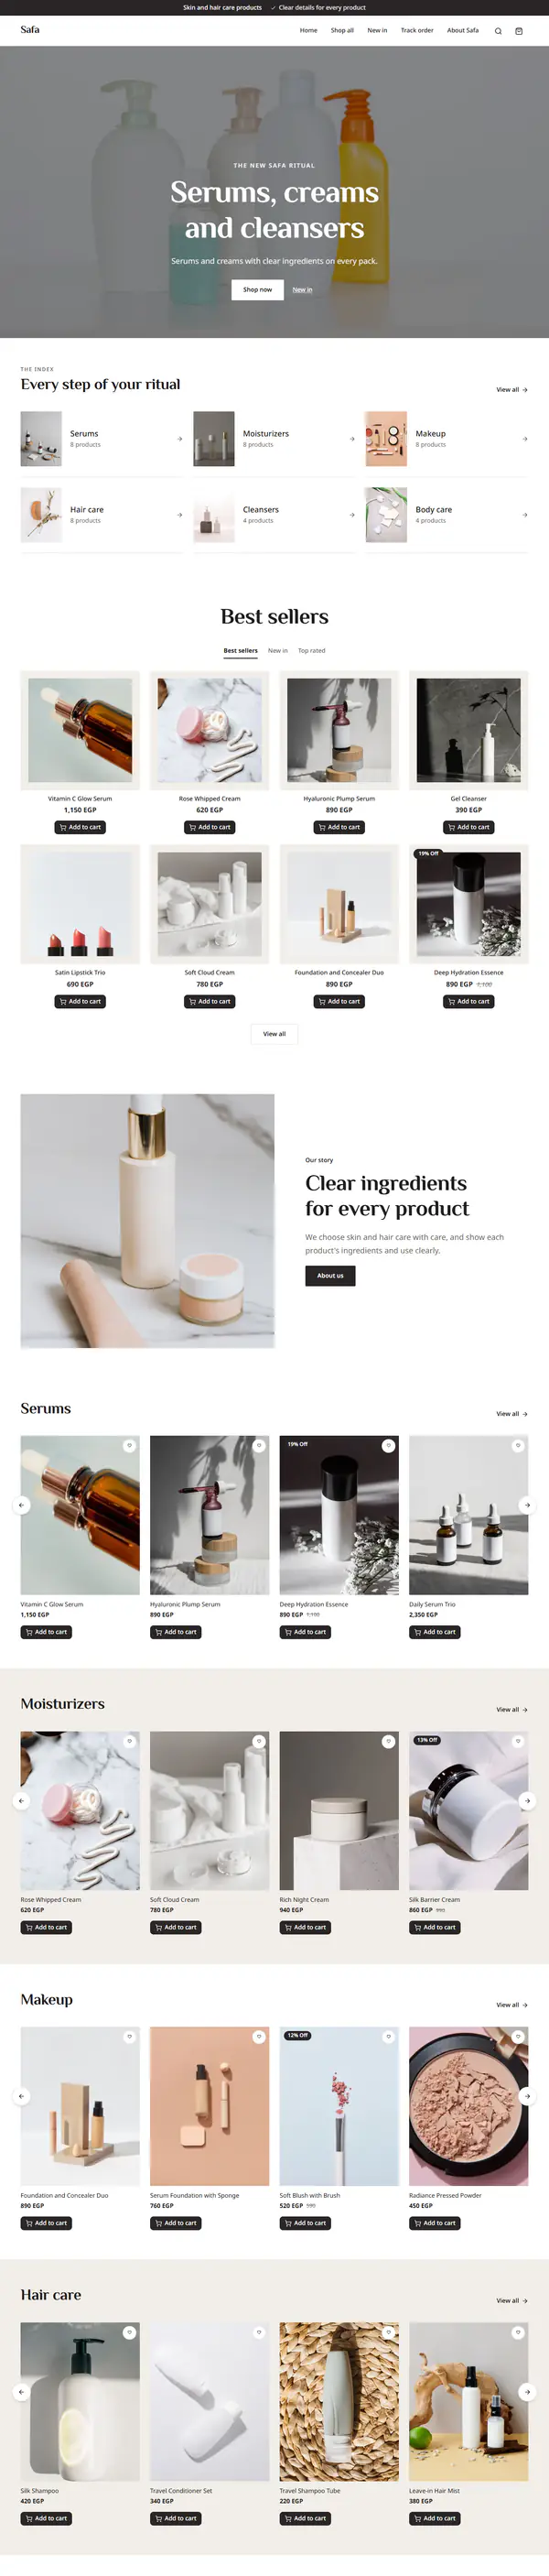 Skin and hair care products
Clear details for every product
Safa
Home
Shop all
New in
Track order
About Safa
THE NEW SAFA RITUAL
Serums, creams
and cleansers
Serums and creams with clear ingredients on every pack.
Shop now
New in
THE INDEX
Every step of your ritual
View all
Serums
8 products
Moisturizers
8 products
Makeup
8 products
Hair care
8 products
Cleansers
4 products
Body care
4 products
Best sellers
Best sellers
New in
Top rated
Vitamin C Glow Serum
1,150 EGP
Add to cart
Rose Whipped Cream
620 EGP
Add to cart
Hyaluronic Plump Serum
890 EGP
Add to cart
Gel Cleanser
390 EGP
Add to cart
Satin Lipstick Trio
690 EGP
Add to cart
Soft Cloud Cream
780 EGP
Add to cart
Foundation and Concealer Duo
890 EGP
Add to cart
19% Off
Deep Hydration Essence
890 EGP 1,100
Add to cart
View all
Our story
Clear ingredients
for every product
We choose skin and hair care with care, and show each
product's ingredients and use clearly.
About us
Serums
View all
Vitamin C Glow Serum
1,150 EGP
Add to cart
Hyaluronic Plump Serum
890 EGP
Add to cart
19% Off
Deep Hydration Essence
890 EGP 1,100
Add to cart
Daily Serum Trio
2,350 EGP
Add to cart
Moisturizers
View all
Rose Whipped Cream
620 EGP
Add to cart
Soft Cloud Cream
780 EGP
Add to cart
Rich Night Cream
940 EGP
Add to cart
13% Off
Silk Barrier Cream
860 EGP
Add to cart
Makeup
View all
Foundation and Concealer Duo
890 EGP
Add to cart
Serum Foundation with Sponge
760 EGP
Add to cart
12% Off
Soft Blush with Brush
520 EGP
Add to cart
Radiance Pressed Powder
450 EGP
Add to cart
Hair care
View all
Silk Shampoo
420 EGP
Add to cart
Travel Conditioner Set
340 EGP
Add to cart
Travel Shampoo Tube
220 EGP
Add to cart
Leave-in Hair Mist
380 EGP
Add to cart